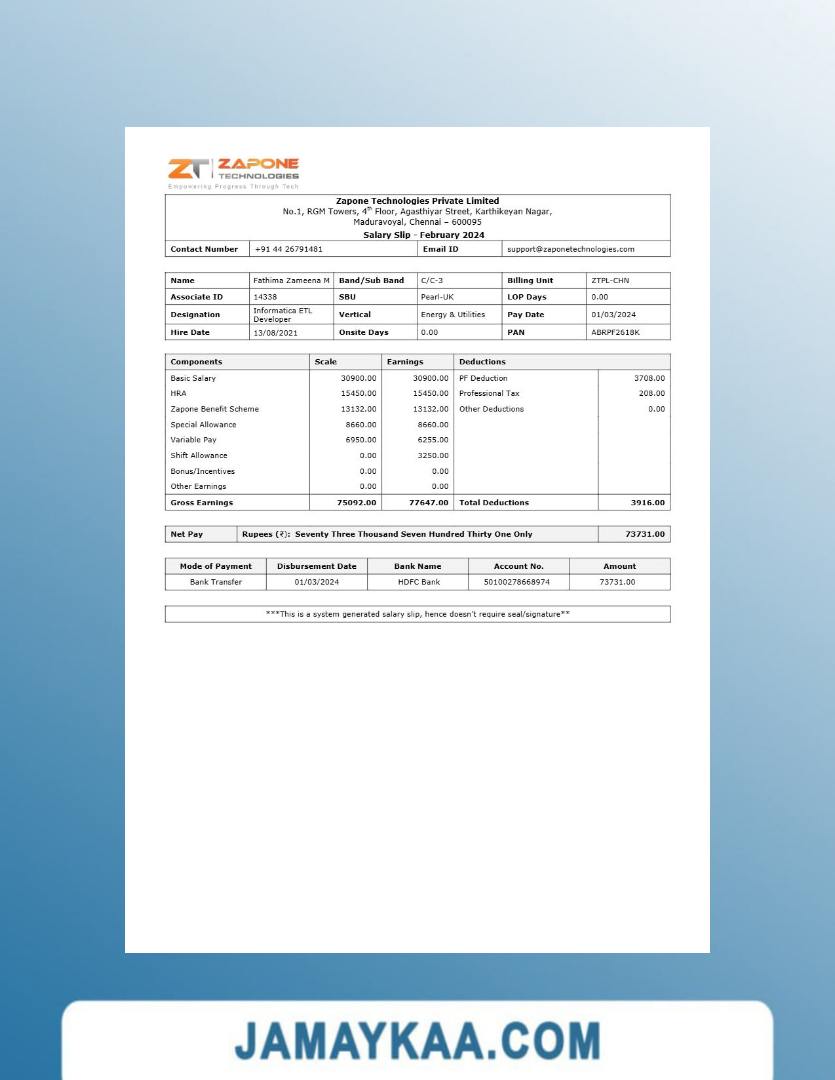 ZT ZAPONE
TECHNOLOGIES
Empowering Progress Through Tech
Zapone Technologies Private Limited
No.1, RGM Towers, 4th Floor, Agasthiyar Street, Karthikeyan Nagar,
Maduravoyal, Chennai – 600095
Salary Slip - February 2024
Contact Number +91 44 26791481 Email ID support@zaponetechnologies.com
Name Fathima Zameena M Band/Sub Band C/C-3 Billing Unit ZTPL-CHN
Associate ID 14338 SBU Pearl-UK LOP Days 0.00
Designation Informatica ETL Developer Vertical Energy & Utilities Pay Date 01/03/2024
Hire Date 13/08/2021 Onsite Days 0.00 PAN ABRPF2618K
Components Scale Earnings Deductions
Basic Salary 30900.00 30900.00 PF Deduction 3708.00
HRA 15450.00 15450.00 Professional Tax 208.00
Zapone Benefit Scheme 13132.00 13132.00 Other Deductions 0.00
Special Allowance 8660.00 8660.00
Variable Pay 6950.00 6255.00
Shift Allowance 0.00 3250.00
Bonus/Incentives 0.00 0.00
Other Earnings 0.00 0.00
Gross Earnings 75092.00 77647.00 Total Deductions 3916.00
Net Pay Rupees (₹): Seventy Three Thousand Seven Hundred Thirty One Only 73731.00
Mode of Payment Disbursement Date Bank Name Account No. Amount
Bank Transfer 01/03/2024 HDFC Bank 50100278668974 73731.00
***This is a system generated salary slip, hence doesn't require seal/signature**
JAMAYKAA.COM